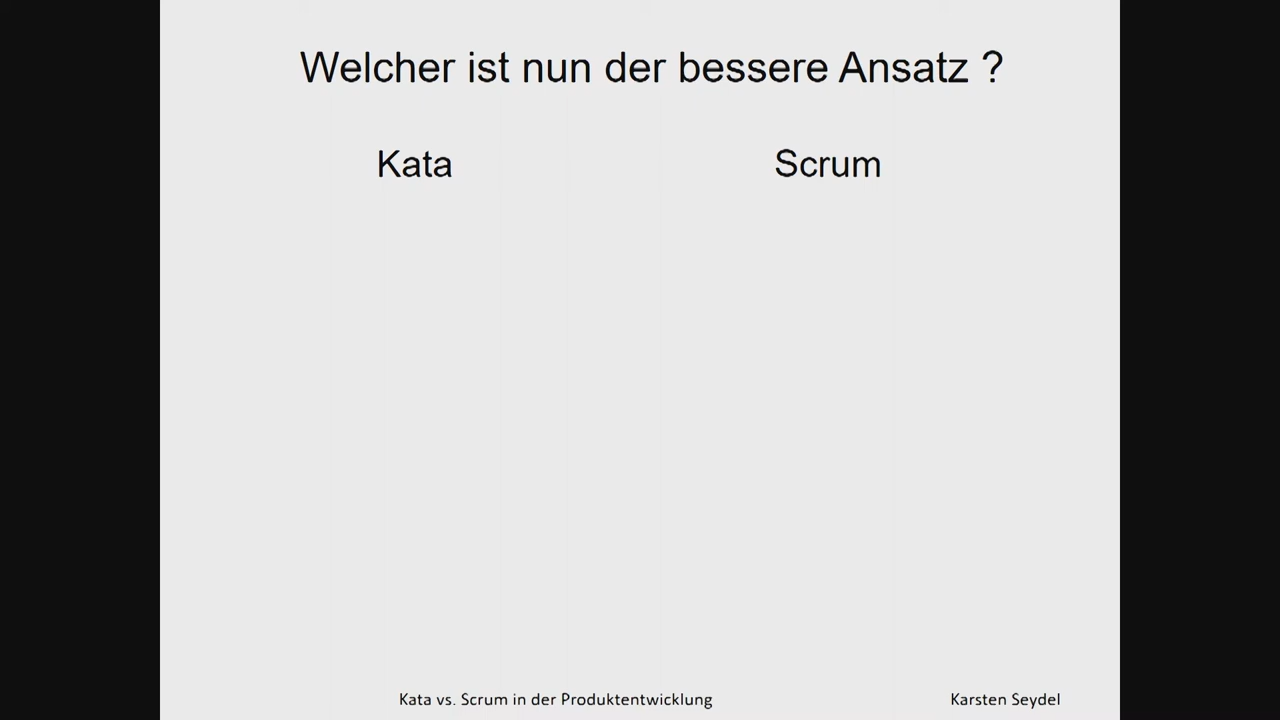 Welcher ist nun der bessere Ansatz ?
Kata
Scrum
Kata vs. Scrum in der Produktentwicklung
Karsten Seydel